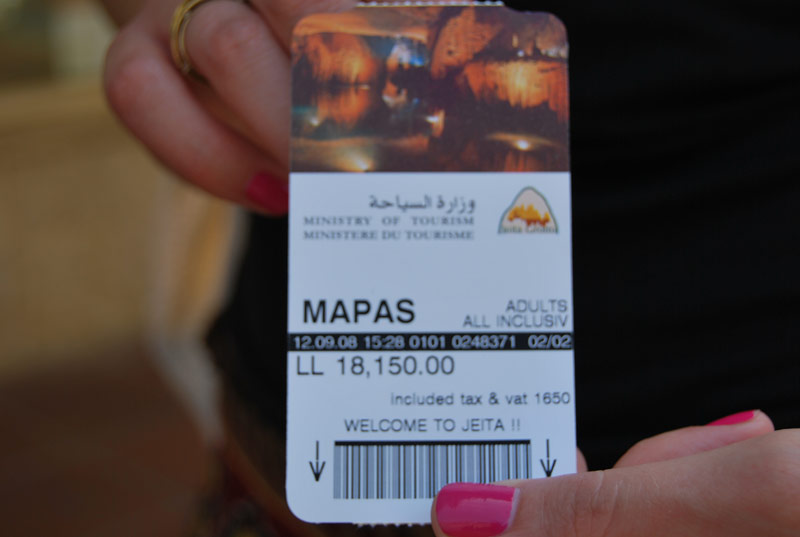 وزارة السياحة
MINISTRY OF TOURISM
MINISTERE DU TOURISME
MAPAS
ADULTS
ALL INCLUSIV
12.09.08 15:28 0101 0248371 02/02
LL 18,150.00
included tax & vat 1650
WELCOME TO JEITA !!